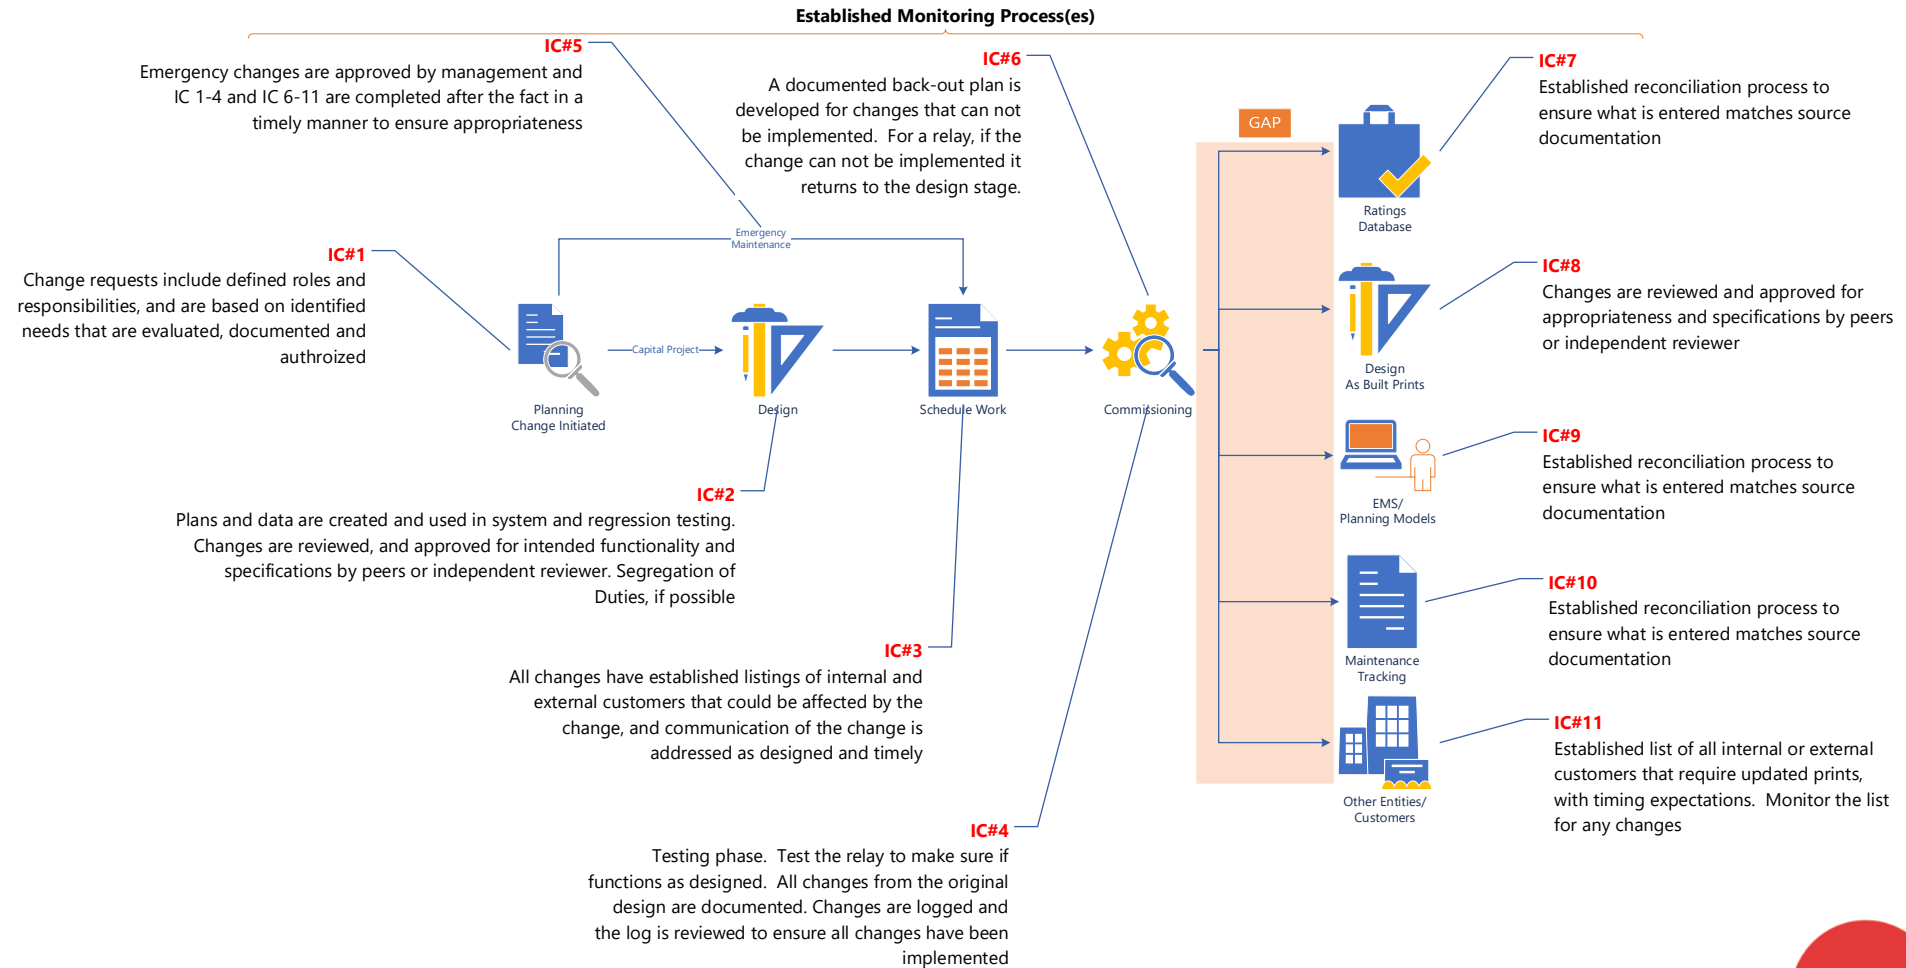 Established Monitoring Process(es)
IC#5
Emergency changes are approved by management and
IC 1-4 and IC 6-11 are completed after the fact in a
timely manner to ensure appropriateness
IC#6
A documented back-out plan is
developed for changes that can not
be implemented.  For a relay, if the
change can not be implemented it
returns to the design stage.
IC#1
Change requests include defined roles and
responsibilities, and are based on identified
needs that are evaluated, documented and
authroized
Emergency
Maintenance
Capital Project
Planning
Change Initiated
Design
Schedule Work
Commissioning
IC#2
Plans and data are created and used in system and regression testing.
Changes are reviewed, and approved for intended functionality and
specifications by peers or independent reviewer. Segregation of
Duties, if possible
IC#3
All changes have established listings of internal and
external customers that could be affected by the
change, and communication of the change is
addressed as designed and timely
IC#4
Testing phase.  Test the relay to make sure if
functions as designed.  All changes from the original
design are documented. Changes are logged and
the log is reviewed to ensure all changes have been
implemented
GAP
Ratings
Database
IC#7
Established reconciliation process to
ensure what is entered matches source
documentation
Design
As Built Prints
IC#8
Changes are reviewed and approved for
appropriateness and specifications by peers
or independent reviewer
EMS/
Planning Models
IC#9
Established reconciliation process to
ensure what is entered matches source
documentation
Maintenance
Tracking
IC#10
Established reconciliation process to
ensure what is entered matches source
documentation
Other Entities/
Customers
IC#11
Established list of all internal or external
customers that require updated prints,
with timing expectations.  Monitor the list
for any changes